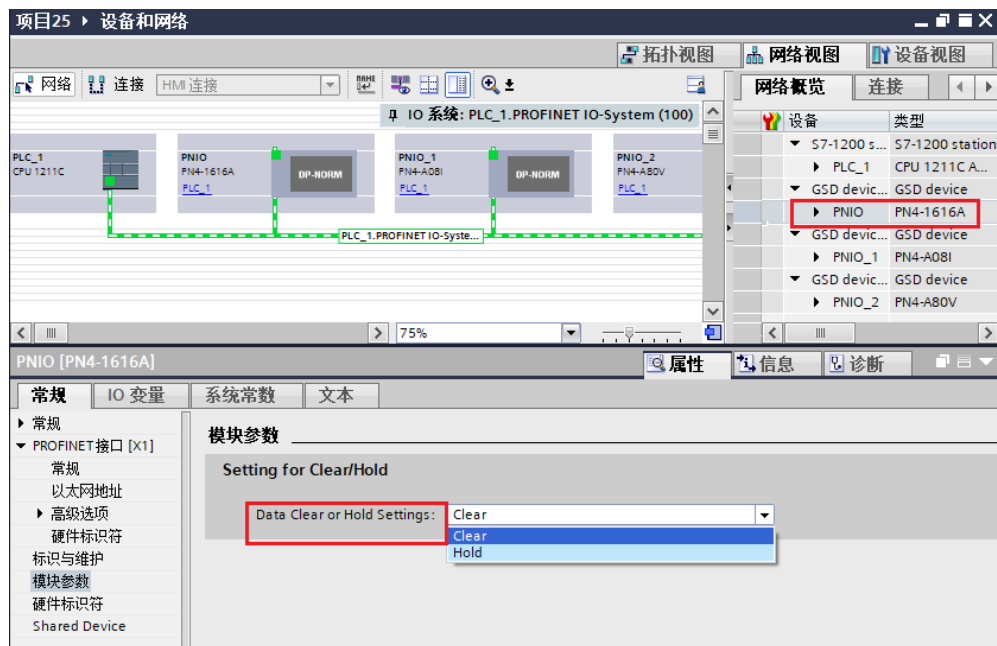 项目25 ▸ 设备和网络
拓扑视图 网络视图 设备视图
网络 连接 HMI 连接
网络概览 连接
IO 系统: PLC_1.PROFINET IO-System (100)
设备 类型
PLC_1
CPU 1211C
PNIO
PN4-1616A
PLC_1
DP-NORM
PNIO_1
PN4-A08I
PLC_1
DP-NORM
PNIO_2
PN4-A80V
PLC_1
PLC_1.PROFINET IO-Syste...
S7-1200 s... S7-1200 station
PLC_1 CPU 1211C A...
GSD devic... GSD device
PNIO PN4-1616A
GSD devic... GSD device
PNIO_1 PN4-A08I
GSD devic... GSD device
PNIO_2 PN4-A80V
75%
PNIO [PN4-1616A]
属性 信息 诊断
常规 IO 变量 系统常数 文本
常规
PROFINET接口 [X1]
常规
以太网地址
高级选项
硬件标识符
标识与维护
模块参数
硬件标识符
Shared Device
模块参数
Setting for Clear/Hold
Data Clear or Hold Settings: Clear
Clear
Hold